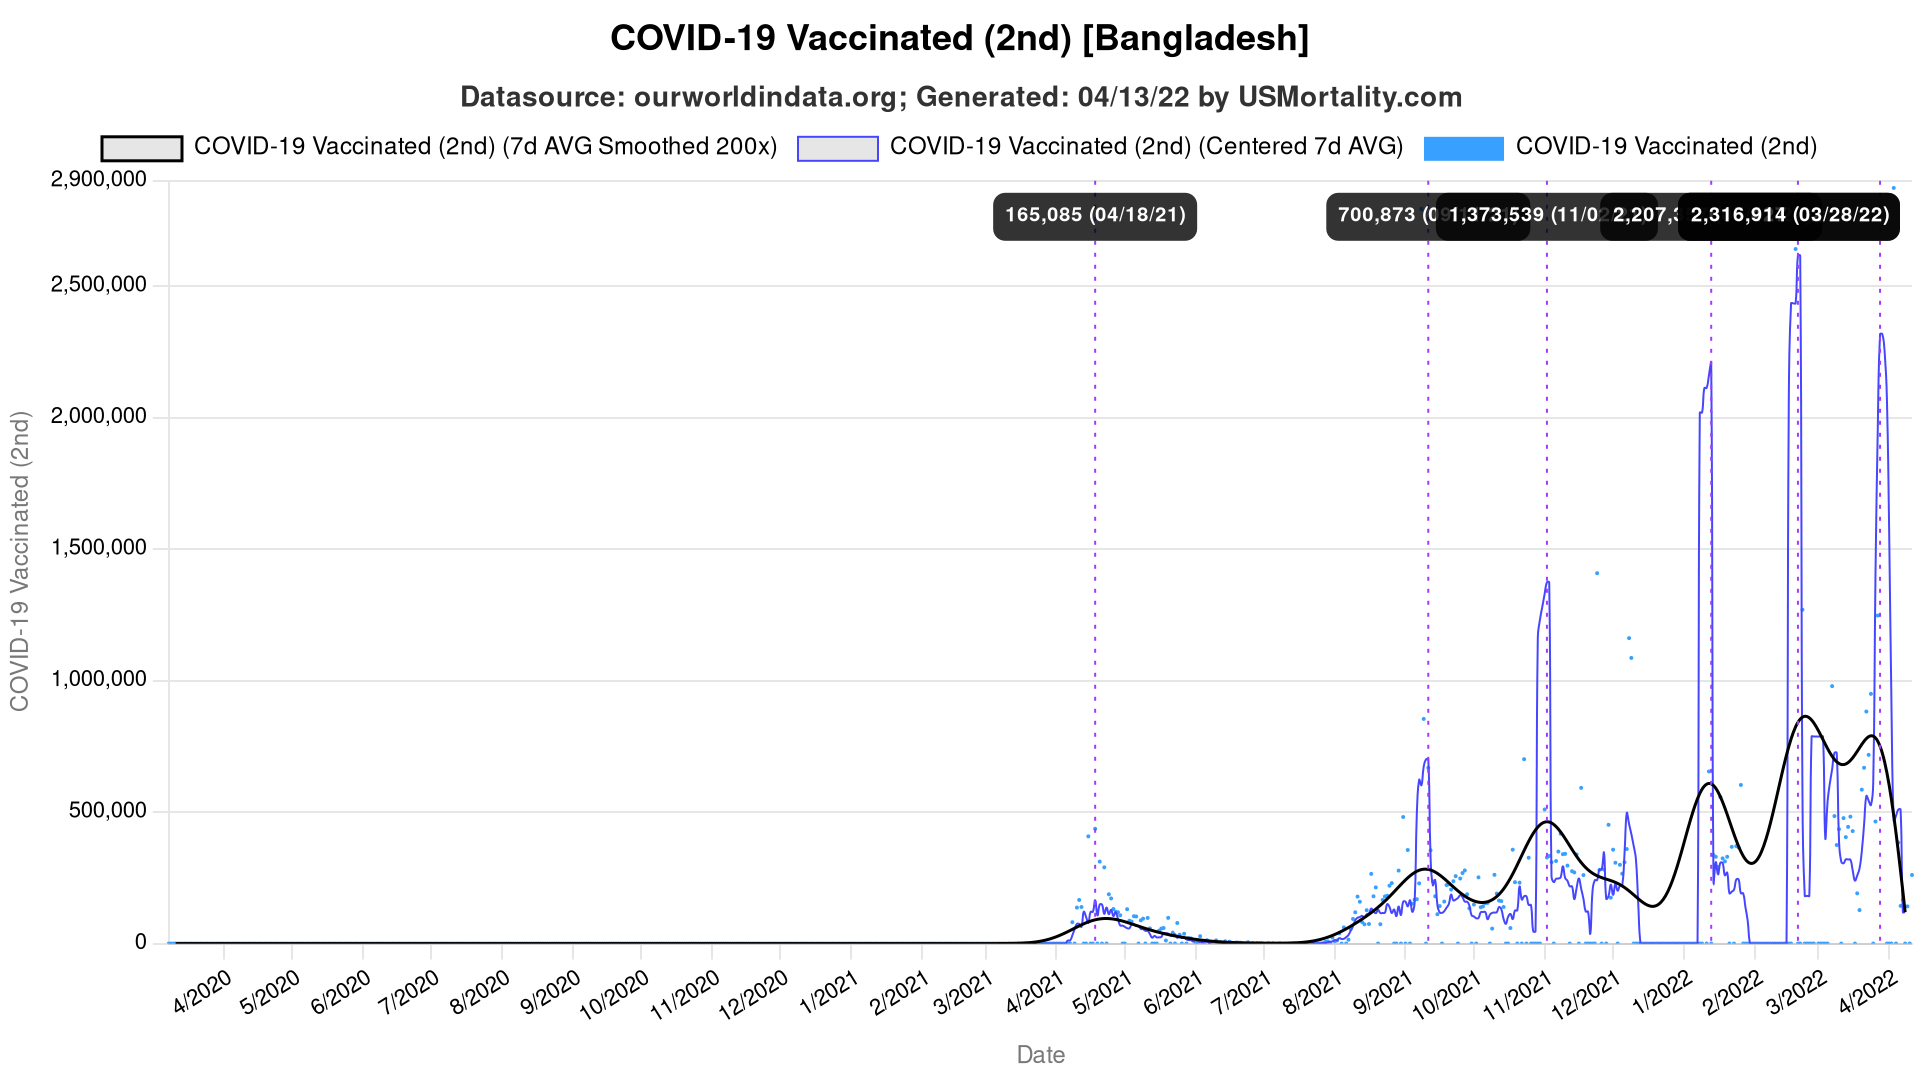 COVID-19 Vaccinated (2nd) [Bangladesh]
Datasource: ourworldindata.org; Generated: 04/13/22 by USMortality.com
COVID-19 Vaccinated (2nd) (7d AVG Smoothed 200x) COVID-19 Vaccinated (2nd) (Centered 7d AVG) COVID-19 Vaccinated (2nd)
2,900,000
165,085 (04/18/21) 700,873 1,373,539 2,316,914 (03/28/22)
2,500,000
2,000,000
1,500,000
1,000,000
500,000
0
COVID-19 Vaccinated (2nd)
4/2020 5/2020 6/2020 7/2020 8/2020 9/2020 10/2020 11/2020 12/2020 1/2021 2/2021 3/2021 4/2021 5/2021 6/2021 7/2021 8/2021 9/2021 10/2021 11/2021 12/2021 1/2022 2/2022 3/2022 4/2022
Date